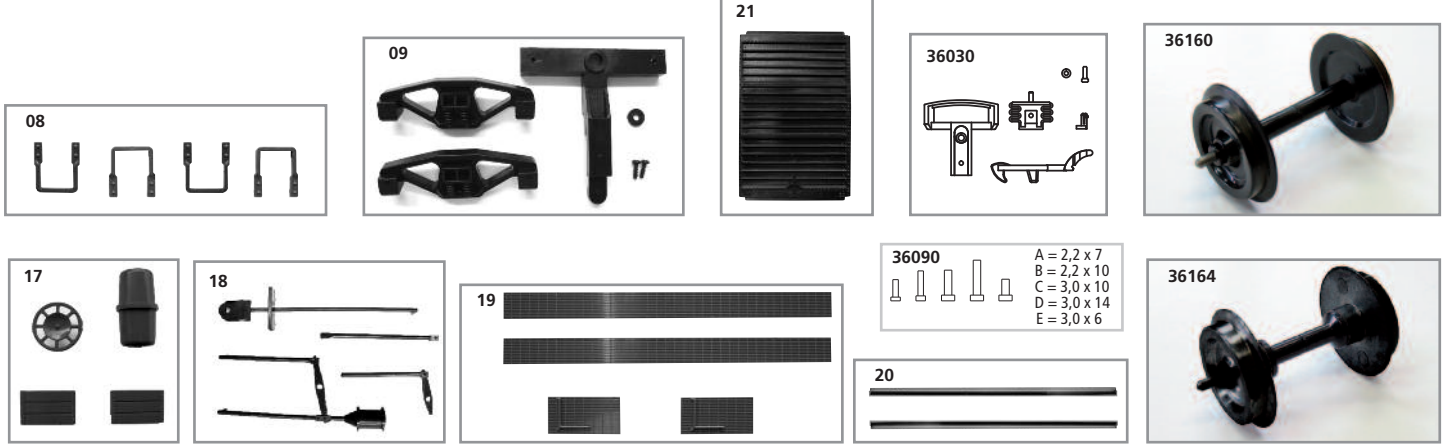 08
09
21
36030
36160
17
18
19
36090
A = 2,2 x 7
B = 2,2 x 10
C = 3,0 x 10
D = 3,0 x 14
E = 3,0 x 6
20
36164